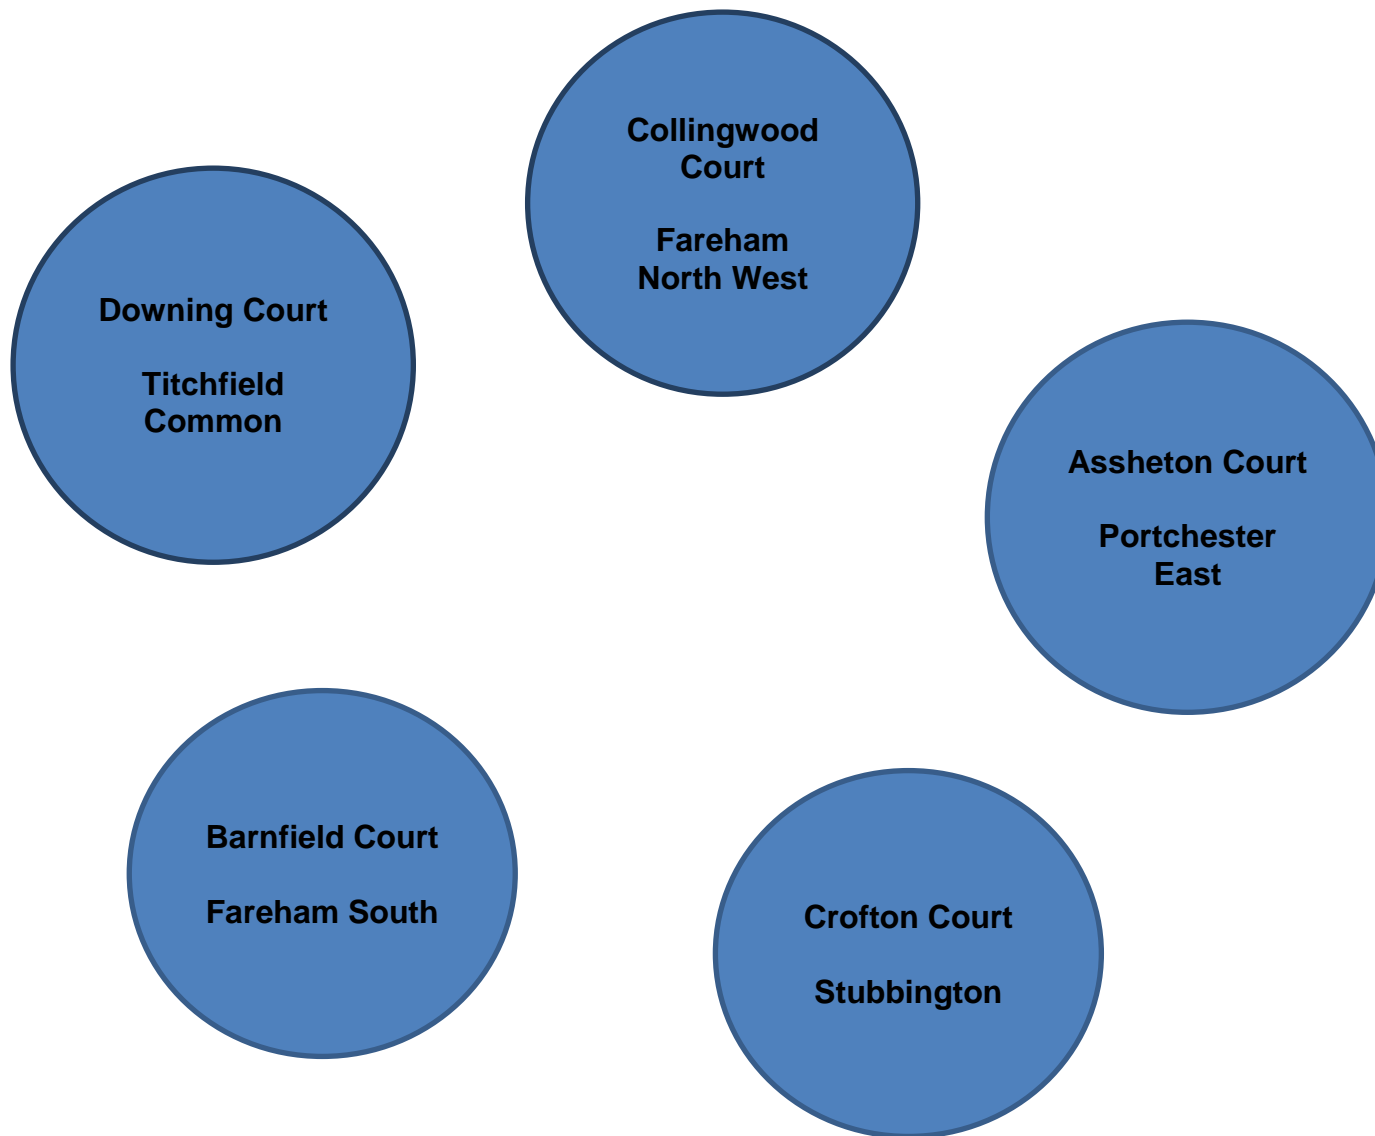 Collingwood
Court
Fareham
North West
Downing Court
Titchfield
Common
Assheton Court
Portchester
East
Barnfield Court
Fareham South
Crofton Court
Stubbington